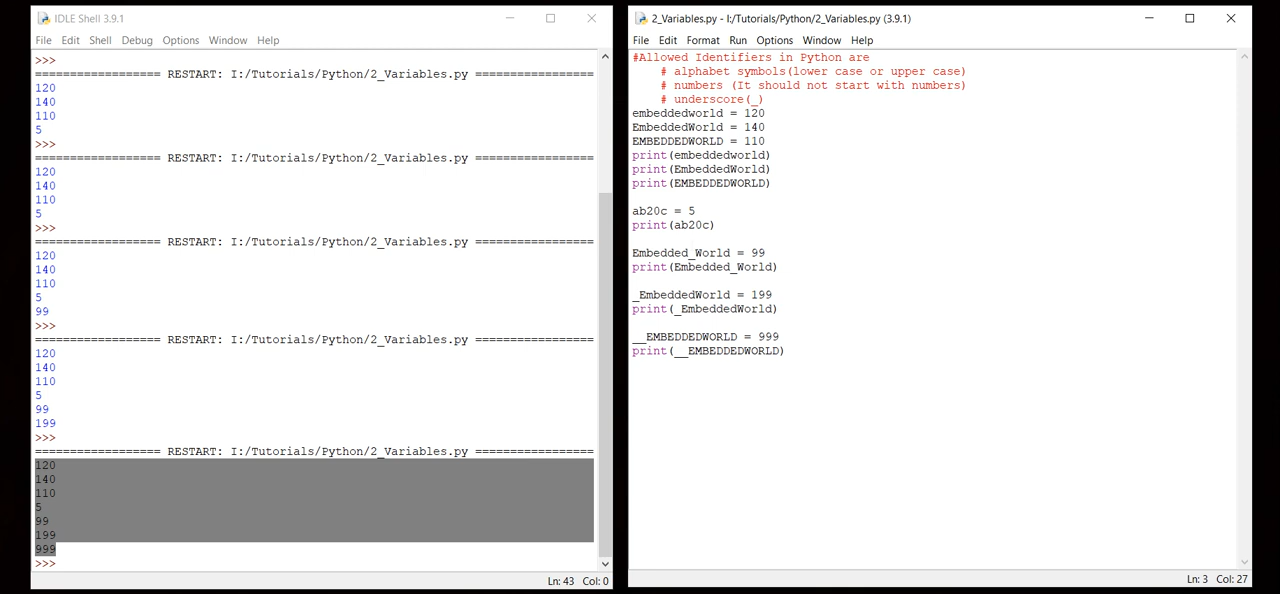 IDLE Shell 3.9.1
File Edit Shell Debug Options Window Help
>>>
================== RESTART: I:/Tutorials/Python/2_Variables.py =================
120
140
110
5
>>>
================== RESTART: I:/Tutorials/Python/2_Variables.py =================
120
140
110
5
>>>
================== RESTART: I:/Tutorials/Python/2_Variables.py =================
120
140
110
5
99
>>>
================== RESTART: I:/Tutorials/Python/2_Variables.py =================
120
140
110
5
99
199
>>>
================== RESTART: I:/Tutorials/Python/2_Variables.py =================
120
140
110
5
99
199
999
>>>
Ln: 43 Col: 0
2_Variables.py - I:/Tutorials/Python/2_Variables.py (3.9.1)
File Edit Format Run Options Window Help
#Allowed Identifiers in Python are
    # alphabet symbols(lower case or upper case)
    # numbers (It should not start with numbers)
    # underscore(_)
embeddedworld = 120
EmbeddedWorld = 140
EMBEDDEDWORLD = 110
print(embeddedworld)
print(EmbeddedWorld)
print(EMBEDDEDWORLD)
ab20c = 5
print(ab20c)
Embedded_World = 99
print(Embedded_World)
_EmbeddedWorld = 199
print(_EmbeddedWorld)
__EMBEDDEDWORLD = 999
print(__EMBEDDEDWORLD)
Ln: 3 Col: 27